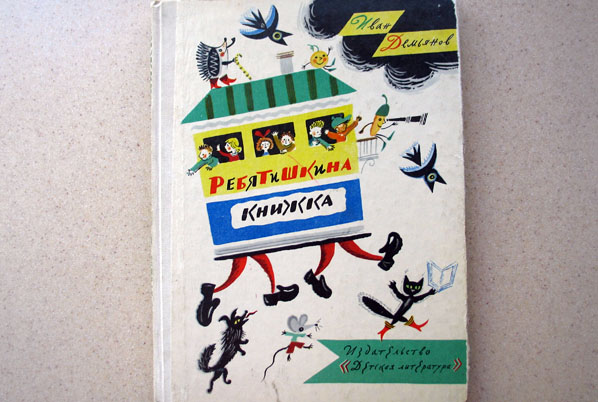 Иван
Демьянов
РЕБЯТИШКИНА
КНИЖКА
Издательство
«Детская литература»